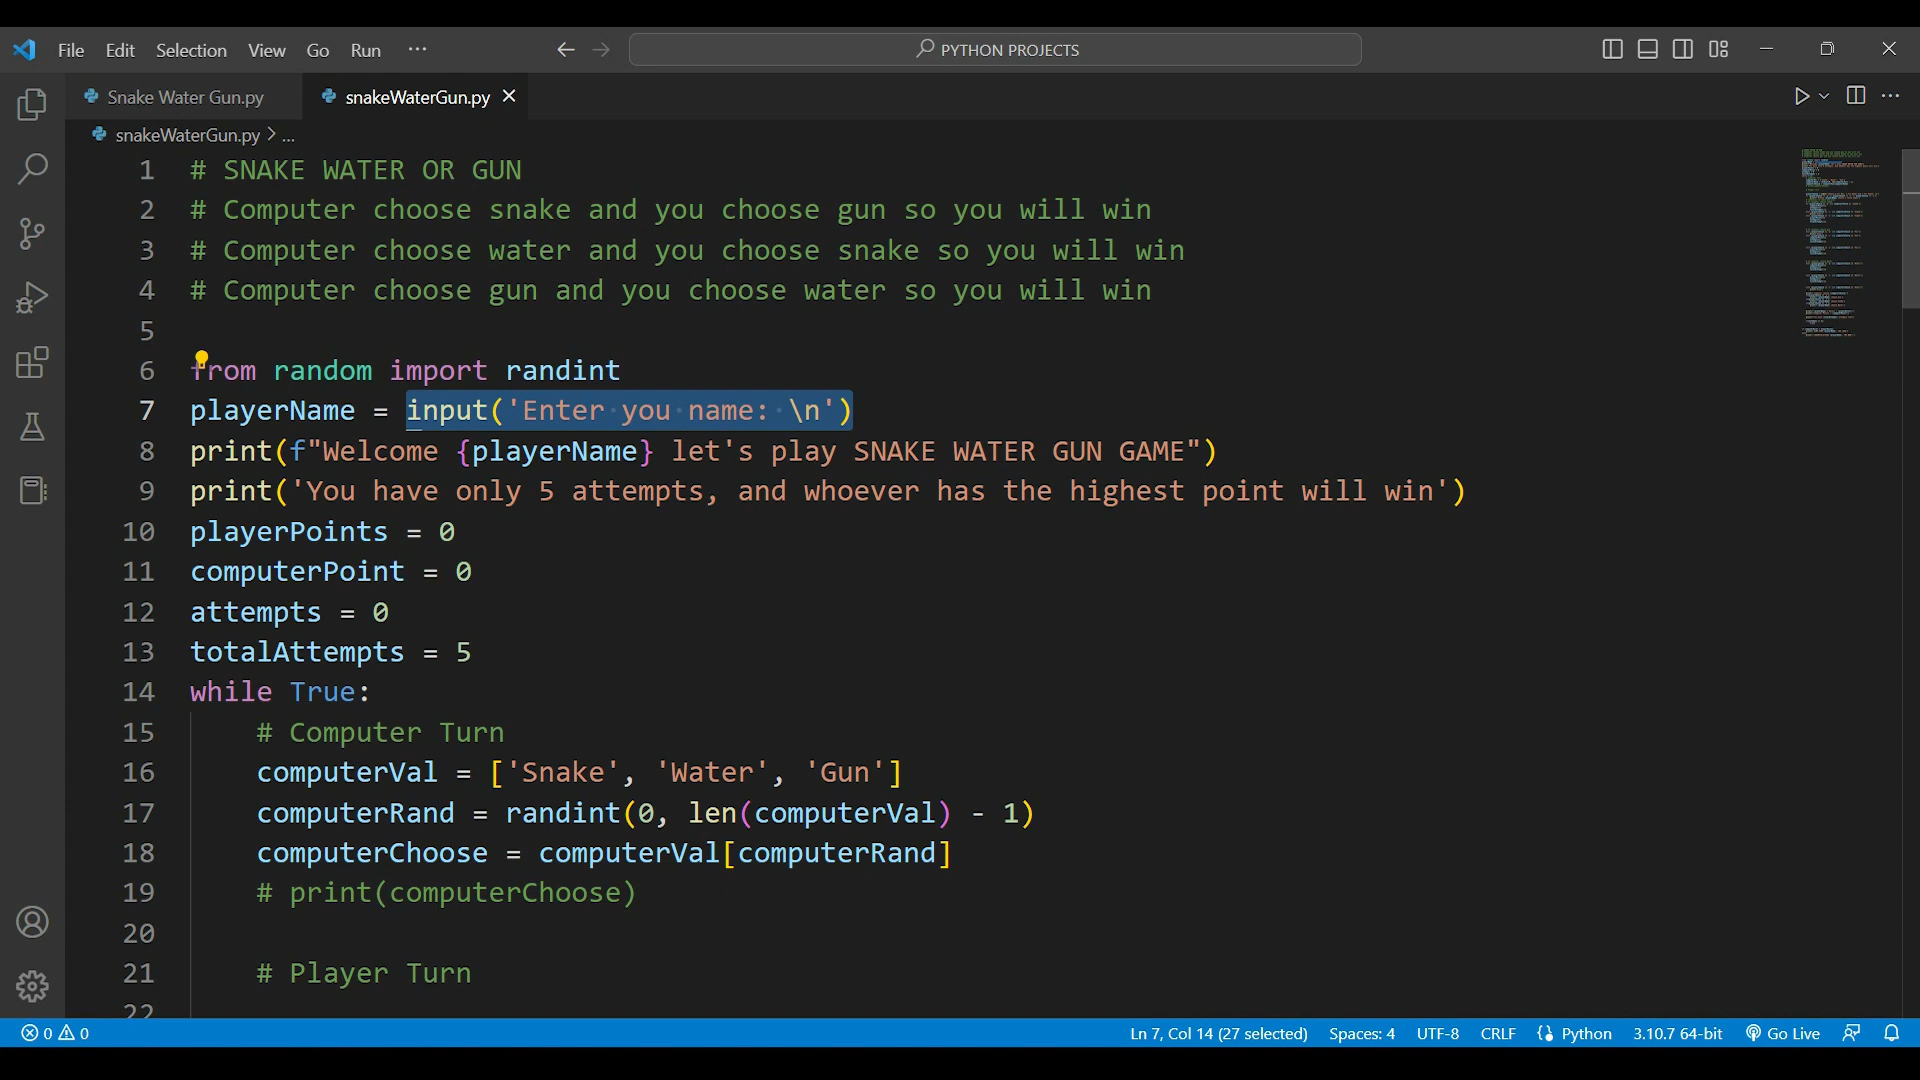 File Edit Selection View Go Run ... PYTHON PROJECTS
Snake Water Gun.py snakeWaterGun.py
snakeWaterGun.py > ...
1 # SNAKE WATER OR GUN
2 # Computer choose snake and you choose gun so you will win
3 # Computer choose water and you choose snake so you will win
4 # Computer choose gun and you choose water so you will win
5
6 from random import randint
7 playerName = input('Enter you name: \n')
8 print(f"Welcome {playerName} let's play SNAKE WATER GUN GAME")
9 print('You have only 5 attempts, and whoever has the highest point will win')
10 playerPoints = 0
11 computerPoint = 0
12 attempts = 0
13 totalAttempts = 5
14 while True:
15     # Computer Turn
16     computerVal = ['Snake', 'Water', 'Gun']
17     computerRand = randint(0, len(computerVal) - 1)
18     computerChoose = computerVal[computerRand]
19     # print(computerChoose)
20
21     # Player Turn
22
0 0 Ln 7, Col 14 (27 selected) Spaces: 4 UTF-8 CRLF Python 3.10.7 64-bit Go Live